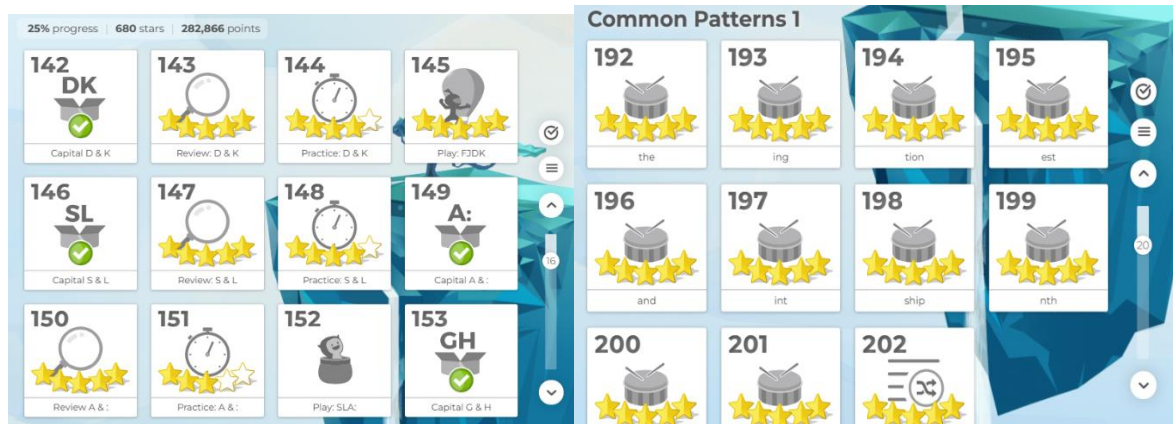 25% progress | 680 stars | 282,866 points
142 143 144 145
DK
Capital D & K Review: D & K Practice: D & K Play: FJDK
146 147 148 149
SL A:
Capital S & L Review: S & L Practice: S & L Capital A & :
16
150 151 152 153
GH
Review A & : Practice: A & : Play: SLA: Capital G & H
Common Patterns 1
192 193 194 195
the ing tion est
196 197 198 199
and int ship nth
20
200 201 202